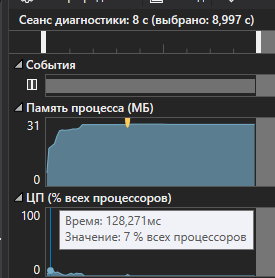 Сеанс диагностики: 8 с (выбрано: 8,997 с)
События
Память процесса (МБ)
31
0
ЦП (% всех процессоров)
100
Время: 128,271мс
Значение: 7 % всех процессоров
0